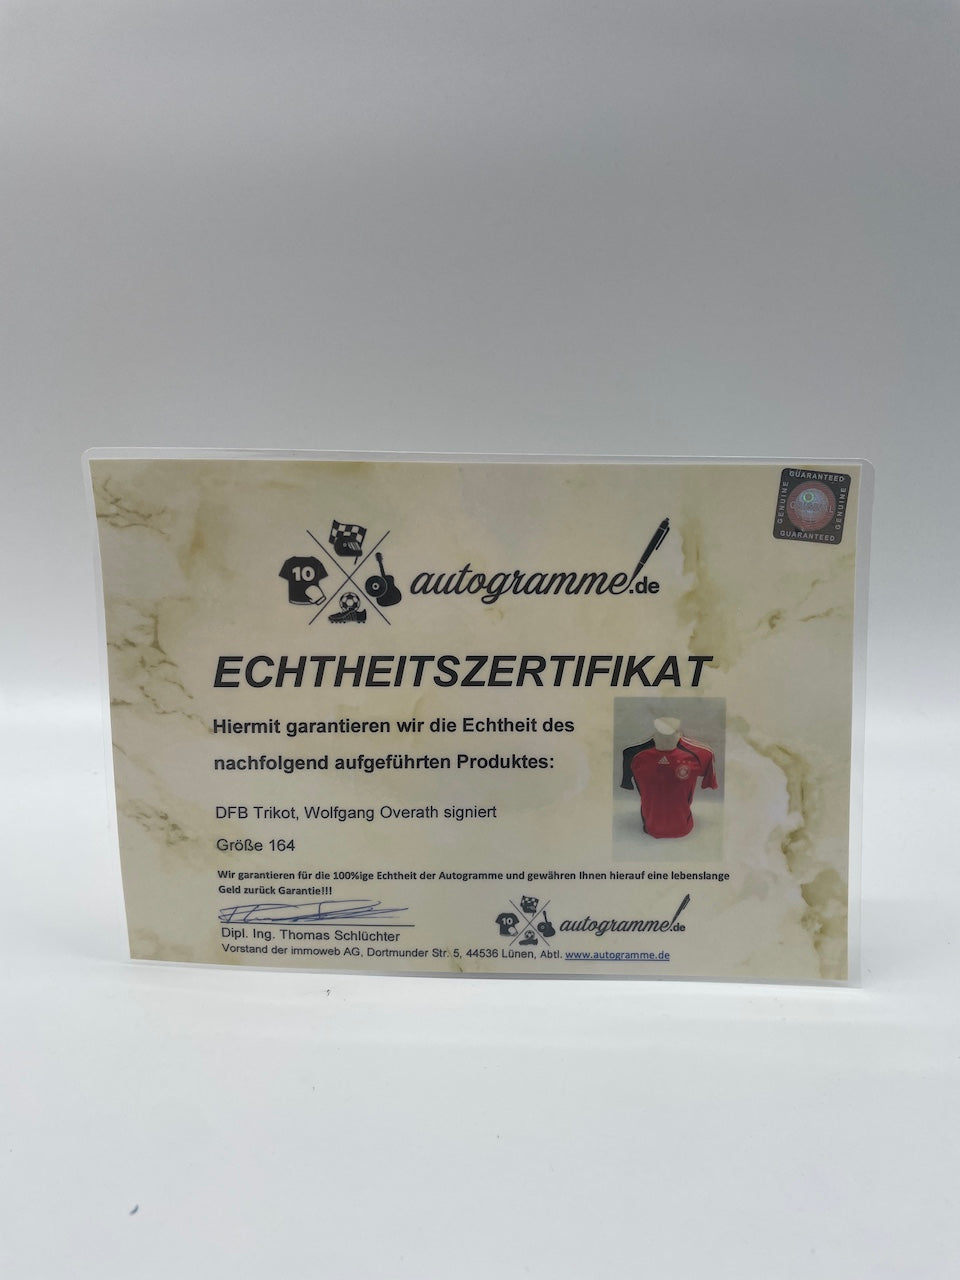 GUARANTEED
GENUINE
GENUINE
ORIGINAL
GUARANTEED
10
autogramme.de
ECHTHEITSZERTIFIKAT
Hiermit garantieren wir die Echtheit des
nachfolgend aufgeführten Produktes:
DFB Trikot, Wolfgang Overath signiert
Größe 164
Wir garantieren für die 100%ige Echtheit der Autogramme und gewähren Ihnen hierauf eine lebenslange
Geld zurück Garantie!!!
10
autogramme.de
Dipl. Ing. Thomas Schlüchter
Vorstand der immoweb AG, Dortmunder Str. 5, 44536 Lünen, Abtl. www.autogramme.de